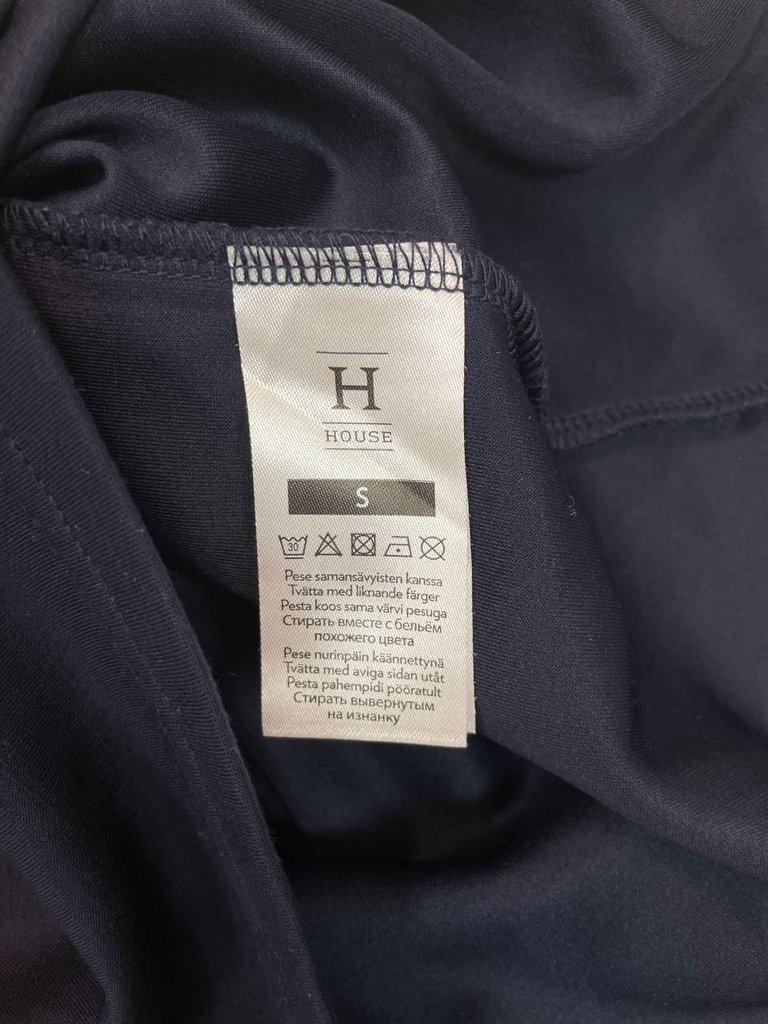 H
HOUSE
S
30
Pese samansävyisten kanssa
Tvätta med liknande färger
Pesta koos sama värvi pesuga
Стирать вместе с бельём
похожего цвета
Pese nurinpäin käännettynä
Tvätta med aviga sidan utåt
Pesta pahempidi pööratult
Стирать вывернутым
на изнанку